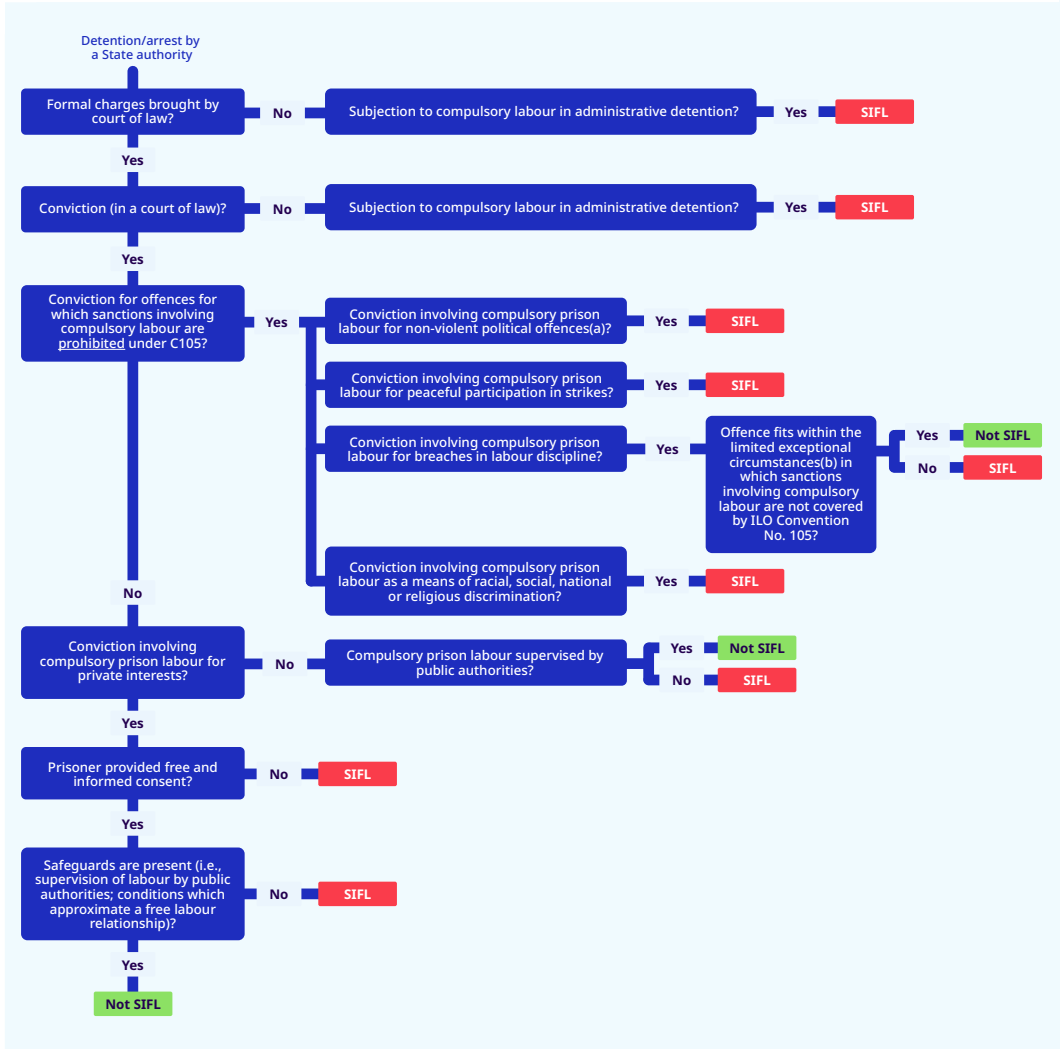 Detention/arrest by
a State authority
Formal charges brought by
court of law?
No
Subjection to compulsory labour in administrative detention?
Yes
SIFL
Yes
Conviction (in a court of law)?
No
Subjection to compulsory labour in administrative detention?
Yes
SIFL
Yes
Conviction for offences for
which sanctions involving
compulsory labour are
prohibited under C105?
Yes
Conviction involving compulsory prison
labour for non-violent political offences(a)?
Yes
SIFL
Conviction involving compulsory prison
labour for peaceful participation in strikes?
Yes
SIFL
Conviction involving compulsory prison
labour for breaches in labour discipline?
Yes
Offence fits within the
limited exceptional
circumstances(b) in
which sanctions
involving compulsory
labour are not covered
by ILO Convention
No. 105?
Yes
Not SIFL
No
SIFL
Conviction involving compulsory prison
labour as a means of racial, social, national
or religious discrimination?
Yes
SIFL
No
Conviction involving
compulsory prison labour for
private interests?
No
Compulsory prison labour supervised by
public authorities?
Yes
Not SIFL
No
SIFL
Yes
Prisoner provided free and
informed consent?
No
SIFL
Yes
Safeguards are present (i.e.,
supervision of labour by public
authorities; conditions which
approximate a free labour
relationship)?
No
SIFL
Yes
Not SIFL